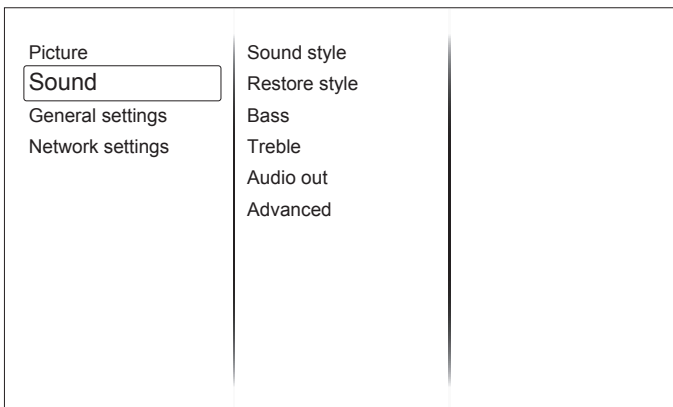 Picture
Sound
General settings
Network settings
Sound style
Restore style
Bass
Treble
Audio out
Advanced